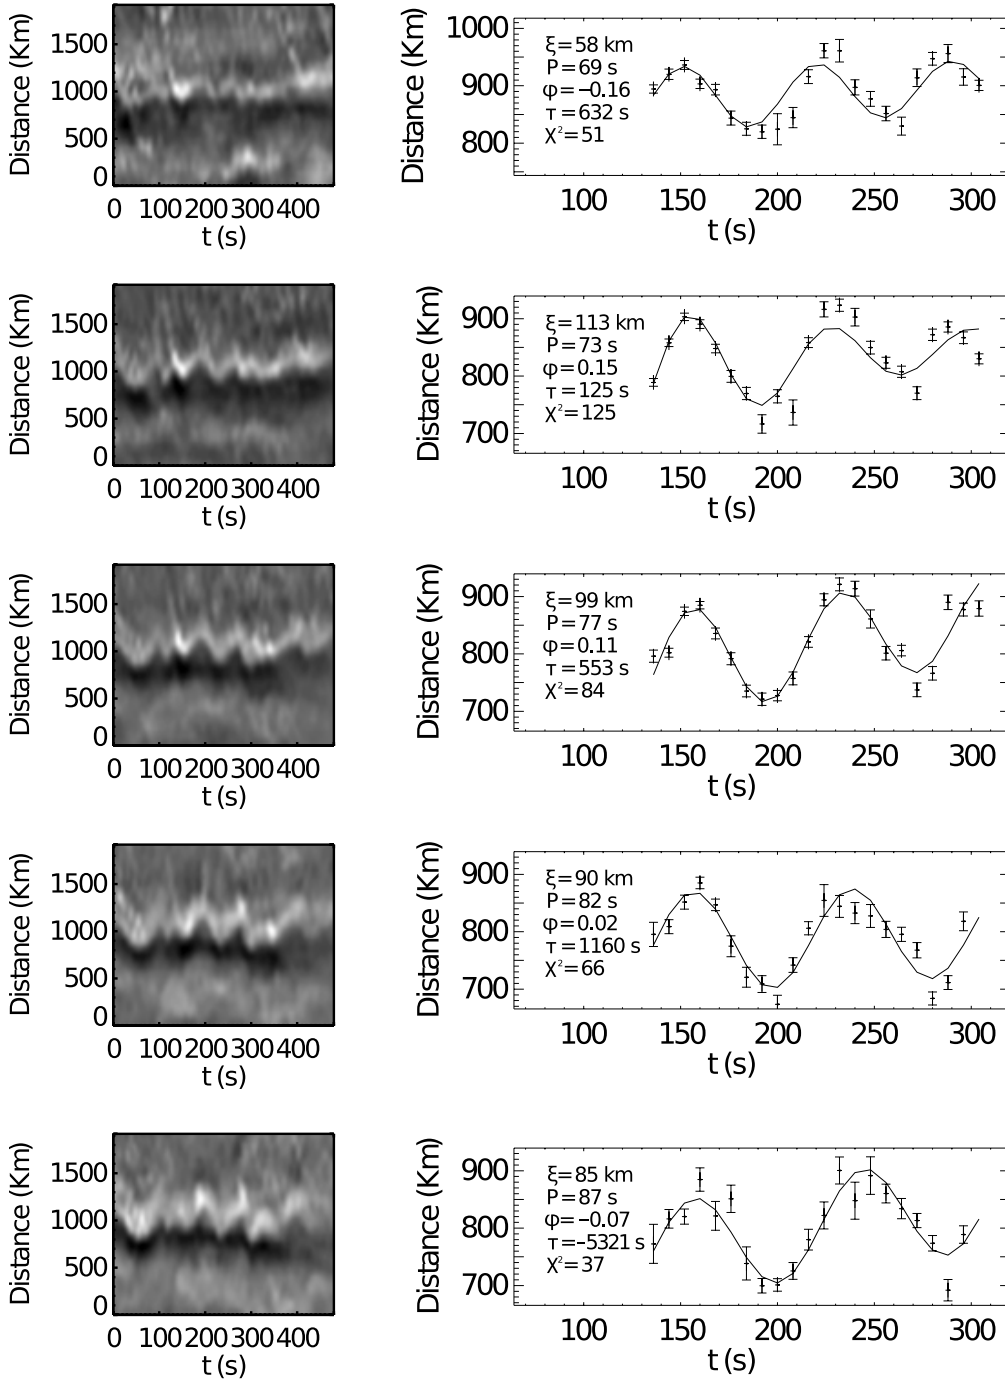 Distance (Km)
1500
1000
500
0
0 100 200 300 400
t (s)
Distance (Km)
1000
900
800
ξ = 58 km
P = 69 s
φ = −0.16
τ = 632 s
Χ² = 51
100 150 200 250 300
t (s)
Distance (Km)
1500
1000
500
0
0 100 200 300 400
t (s)
Distance (Km)
900
800
700
ξ = 113 km
P = 73 s
φ = 0.15
τ = 125 s
Χ² = 125
100 150 200 250 300
t (s)
Distance (Km)
1500
1000
500
0
0 100 200 300 400
t (s)
Distance (Km)
900
800
700
ξ = 99 km
P = 77 s
φ = 0.11
τ = 553 s
Χ² = 84
100 150 200 250 300
t (s)
Distance (Km)
1500
1000
500
0
0 100 200 300 400
t (s)
Distance (Km)
900
800
700
ξ = 90 km
P = 82 s
φ = 0.02
τ = 1160 s
Χ² = 66
100 150 200 250 300
t (s)
Distance (Km)
1500
1000
500
0
0 100 200 300 400
t (s)
Distance (Km)
900
800
700
ξ = 85 km
P = 87 s
φ = −0.07
τ = −5321 s
Χ² = 37
100 150 200 250 300
t (s)